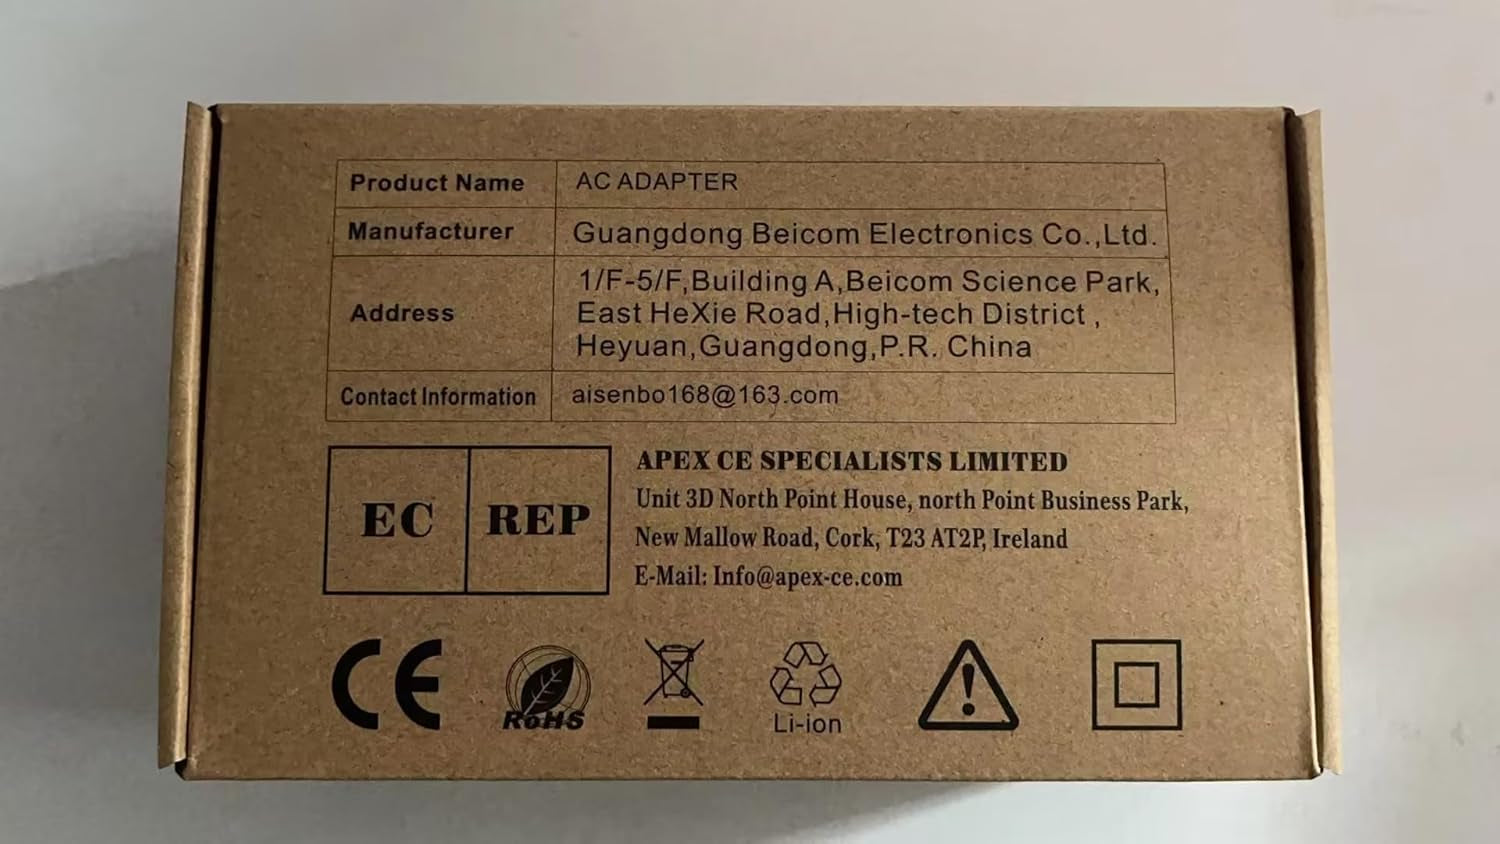 Product Name AC ADAPTER
Manufacturer Guangdong Beicom Electronics Co.,Ltd.
Address 1/F-5/F,Building A,Beicom Science Park,
East HeXie Road,High-tech District ,
Heyuan,Guangdong,P.R. China
Contact Information aisenbo168@163.com
EC REP
APEX CE SPECIALISTS LIMITED
Unit 3D North Point House, north Point Business Park,
New Mallow Road, Cork, T23 AT2P, Ireland
E-Mail: Info@apex-ce.com
CE RoHS Li-ion